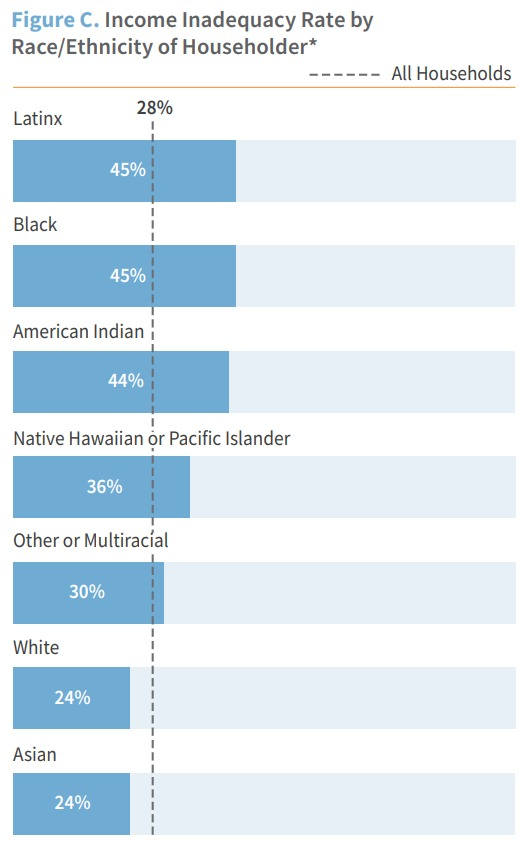 Figure C. Income Inadequacy Rate by
Race/Ethnicity of Householder*
All Households
28%
Latinx
45%
Black
45%
American Indian
44%
Native Hawaiian or Pacific Islander
36%
Other or Multiracial
30%
White
24%
Asian
24%